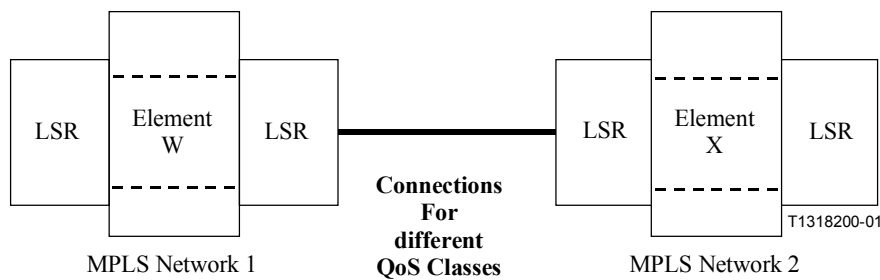 LSR
Element
W
LSR
LSR
Element
X
LSR
Connections
For
different
QoS Classes
T1318200-01
MPLS Network 1
MPLS Network 2